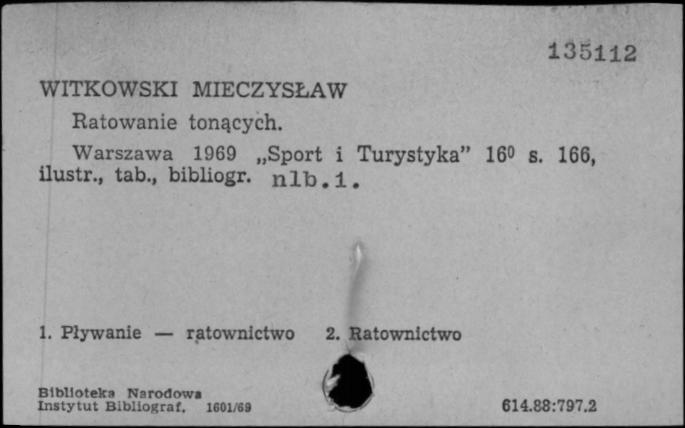 135112
WITKOWSKI MIECZYSŁAW
Ratowanie tonących.
Warszawa 1969 „Sport i Turystyka” 16⁰ s. 166,
ilustr., tab., bibliogr. nlb.1.
1. Pływanie — ratownictwo 2. Ratownictwo
Biblioteka Narodowa
Instytut Bibliograf. 1601/69 614.88:797.2